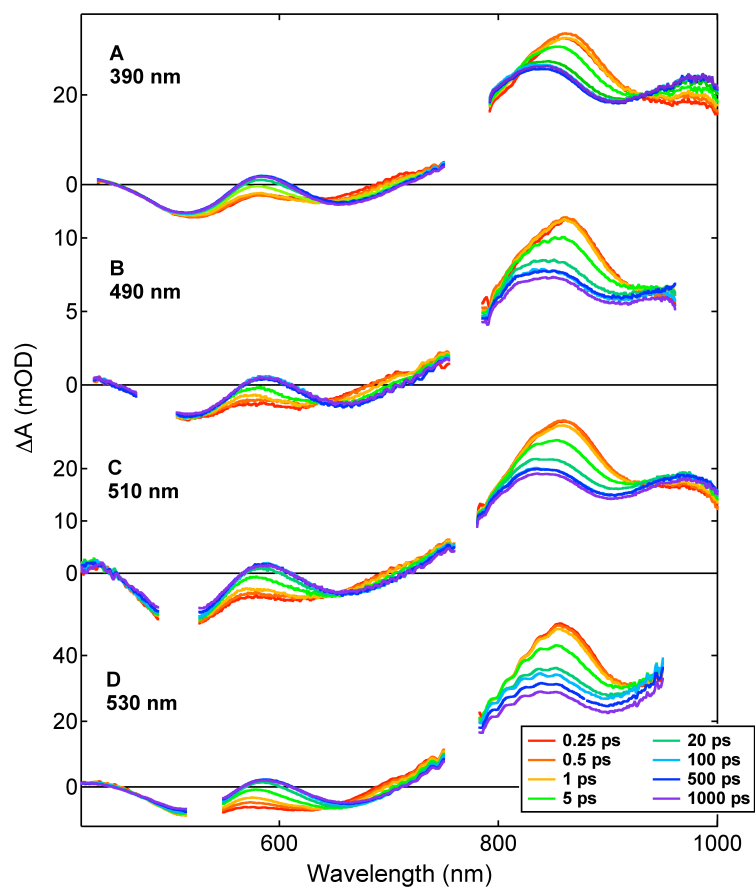 A
390 nm
20
0
B
490 nm
10
5
0
ΔA (mOD)
C
510 nm
20
10
0
D
530 nm
40
20
0
0.25 ps
0.5 ps
1 ps
5 ps
20 ps
100 ps
500 ps
1000 ps
600
800
1000
Wavelength (nm)